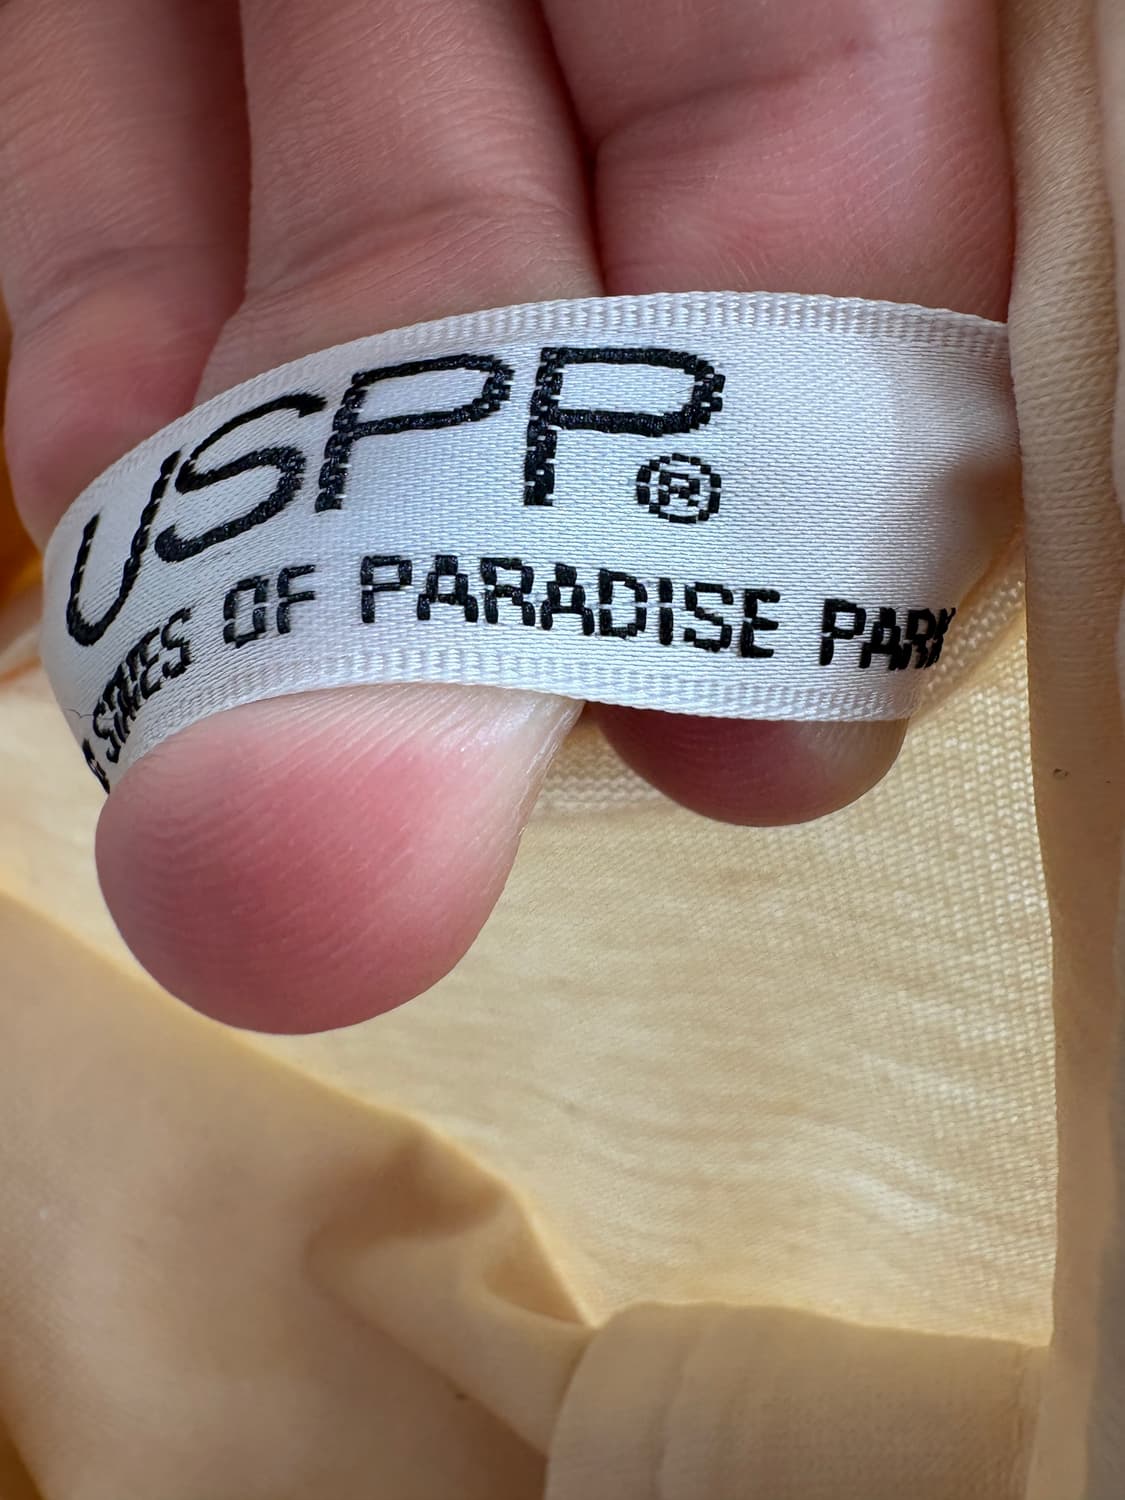 USPP®
STATES OF PARADISE PARK